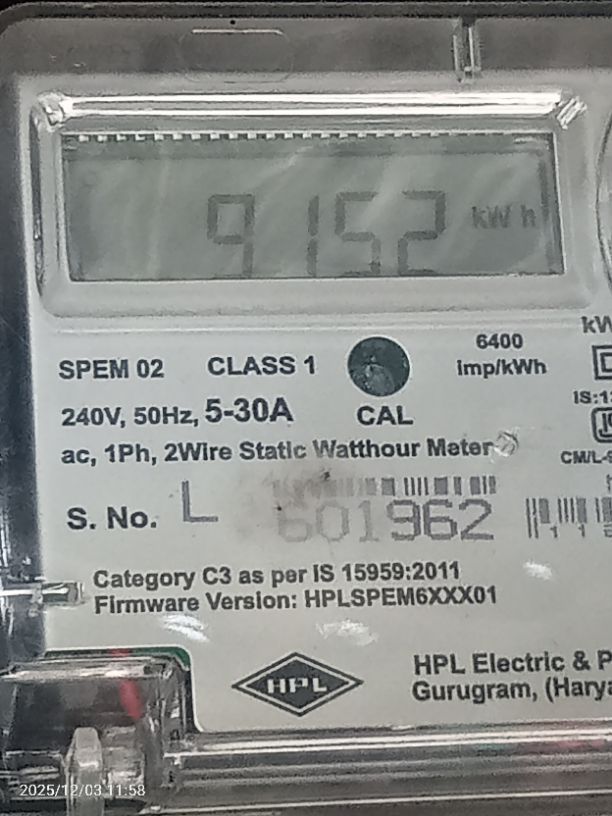 9152 kWh
6400
SPEM 02 CLASS 1 imp/kWh
240V, 50Hz, 5-30A CAL
ac, 1Ph, 2Wire Static Watthour Meter
S. No. L 601962
Category C3 as per IS 15959:2011
Firmware Version: HPLSPEM6XXX01
HPL
HPL Electric & P
Gurugram, (Harya
2025/12/03 11:58